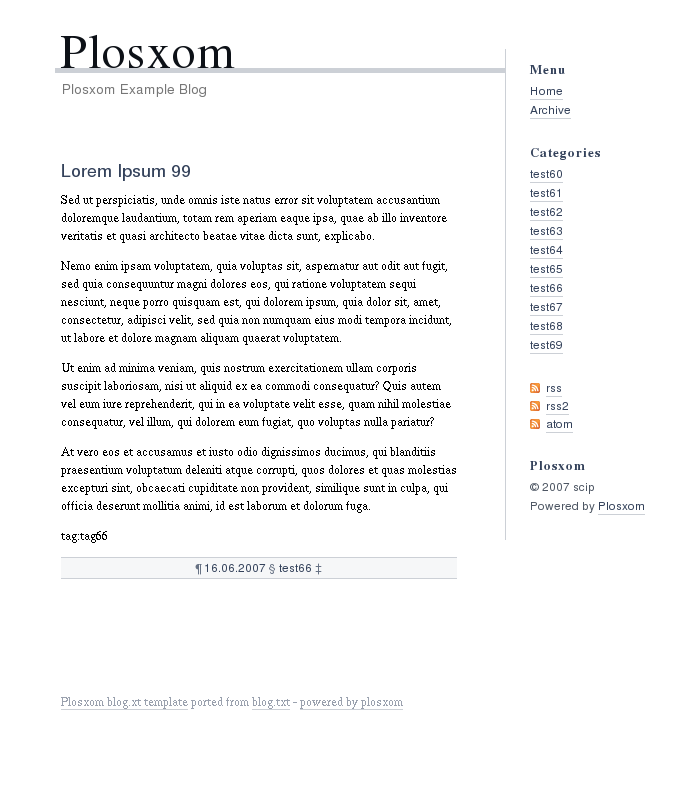 Plosxom
Plosxom Example Blog
Lorem Ipsum 99
Sed ut perspiciatis, unde omnis iste natus error sit voluptatem accusantium
doloremque laudantium, totam rem aperiam eaque ipsa, quae ab illo inventore
veritatis et quasi architecto beatae vitae dicta sunt, explicabo.
Nemo enim ipsam voluptatem, quia voluptas sit, aspernatur aut odit aut fugit,
sed quia consequuntur magni dolores eos, qui ratione voluptatem sequi
nesciunt, neque porro quisquam est, qui dolorem ipsum, quia dolor sit, amet,
consectetur, adipisci velit, sed quia non numquam eius modi tempora incidunt,
ut labore et dolore magnam aliquam quaerat voluptatem.
Ut enim ad minima veniam, quis nostrum exercitationem ullam corporis
suscipit laboriosam, nisi ut aliquid ex ea commodi consequatur? Quis autem
vel eum iure reprehenderit, qui in ea voluptate velit esse, quam nihil molestiae
consequatur, vel illum, qui dolorem eum fugiat, quo voluptas nulla pariatur?
At vero eos et accusamus et iusto odio dignissimos ducimus, qui blanditiis
praesentium voluptatum deleniti atque corrupti, quos dolores et quas molestias
excepturi sint, obcaecati cupiditate non provident, similique sunt in culpa, qui
officia deserunt mollitia animi, id est laborum et dolorum fuga.
tag:tag66
¶ 16.06.2007 § test66 ‡
Menu
Home
Archive
Categories
test60
test61
test62
test63
test64
test65
test66
test67
test68
test69
rss
rss2
atom
Plosxom
© 2007 scip
Powered by Plosxom
Plosxom blog.xt template ported from blog.txt - powered by plosxom